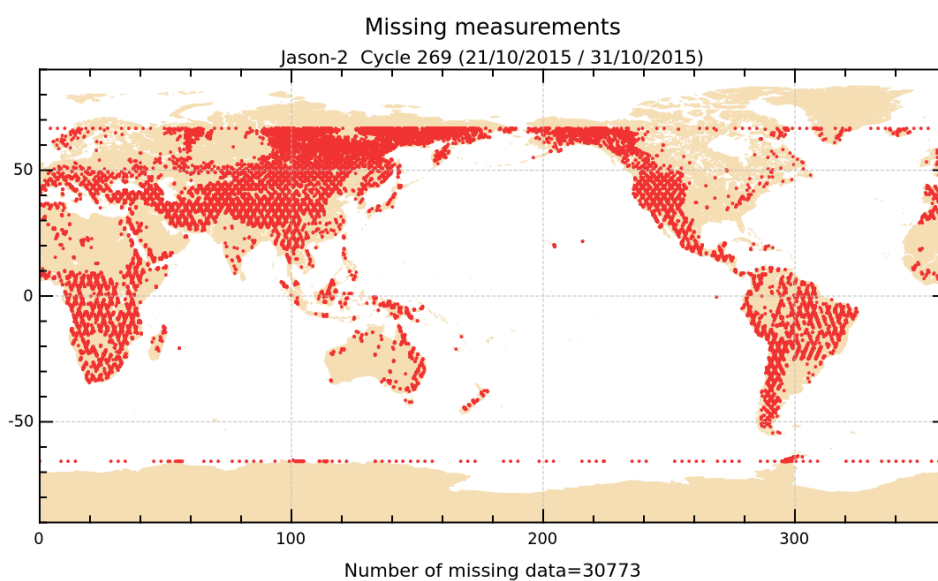 Missing measurements
Jason-2 Cycle 269 (21/10/2015 / 31/10/2015)
50
0
-50
0 100 200 300
Number of missing data=30773